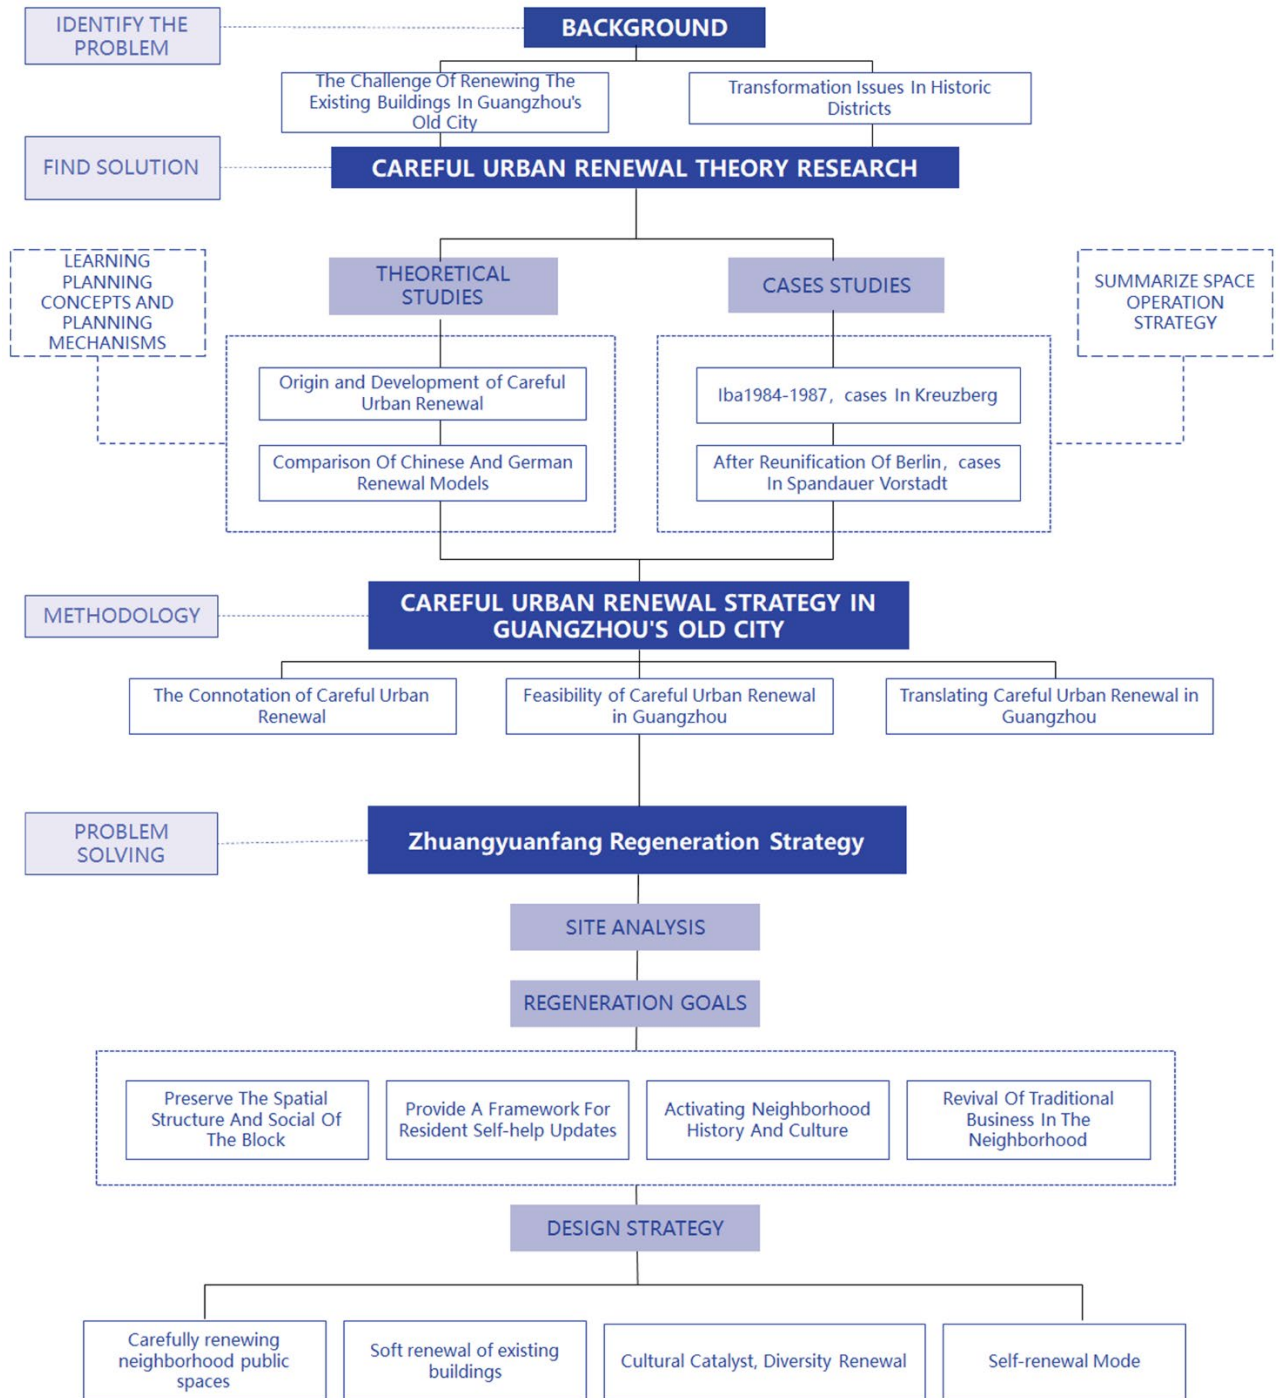 IDENTIFY THE
PROBLEM
BACKGROUND
The Challenge Of Renewing The
Existing Buildings In Guangzhou's
Old City
Transformation Issues In Historic
Districts
FIND SOLUTION
CAREFUL URBAN RENEWAL THEORY RESEARCH
LEARNING
PLANNING
CONCEPTS AND
PLANNING
MECHANISMS
THEORETICAL
STUDIES
CASES STUDIES
SUMMARIZE SPACE
OPERATION
STRATEGY
Origin and Development of Careful
Urban Renewal
Iba1984-1987, cases In Kreuzberg
Comparison Of Chinese And German
Renewal Models
After Reunification Of Berlin, cases
In Spandauer Vorstadt
METHODOLOGY
CAREFUL URBAN RENEWAL STRATEGY IN
GUANGZHOU'S OLD CITY
The Connotation of Careful Urban
Renewal
Feasibility of Careful Urban Renewal
in Guangzhou
Translating Careful Urban Renewal in
Guangzhou
PROBLEM
SOLVING
Zhuangyuanfang Regeneration Strategy
SITE ANALYSIS
REGENERATION GOALS
Preserve The Spatial
Structure And Social Of
The Block
Provide A Framework For
Resident Self-help Updates
Activating Neighborhood
History And Culture
Revival Of Traditional
Business In The
Neighborhood
DESIGN STRATEGY
Carefully renewing
neighborhood public
spaces
Soft renewal of existing
buildings
Cultural Catalyst, Diversity Renewal
Self-renewal Mode